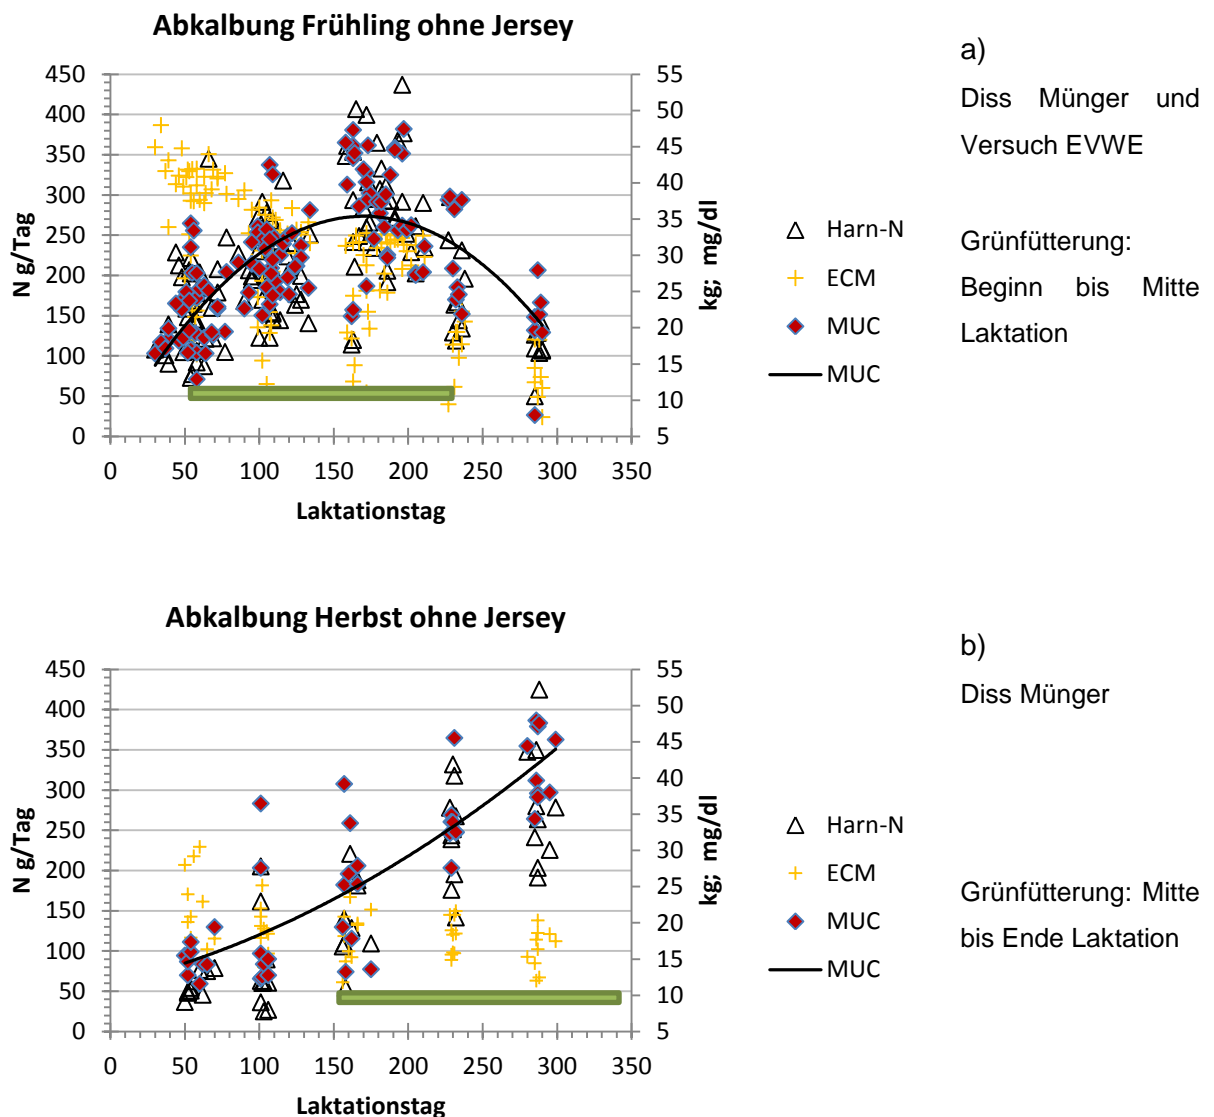 Abkalbung Frühling ohne Jersey
N g/Tag
450
400
350
300
250
200
150
100
50
0
55
50
45
40
35
30
25
20
15
10
5
kg; mg/dl
0 50 100 150 200 250 300 350
Laktationstag
Harn-N
ECM
MUC
MUC
a)
Diss Münger und
Versuch EVWE
Grünfütterung:
Beginn bis Mitte
Laktation
Abkalbung Herbst ohne Jersey
N g/Tag
450
400
350
300
250
200
150
100
50
0
55
50
45
40
35
30
25
20
15
10
5
kg; mg/dl
0 50 100 150 200 250 300 350
Laktationstag
Harn-N
ECM
MUC
MUC
b)
Diss Münger
Grünfütterung: Mitte
bis Ende Laktation